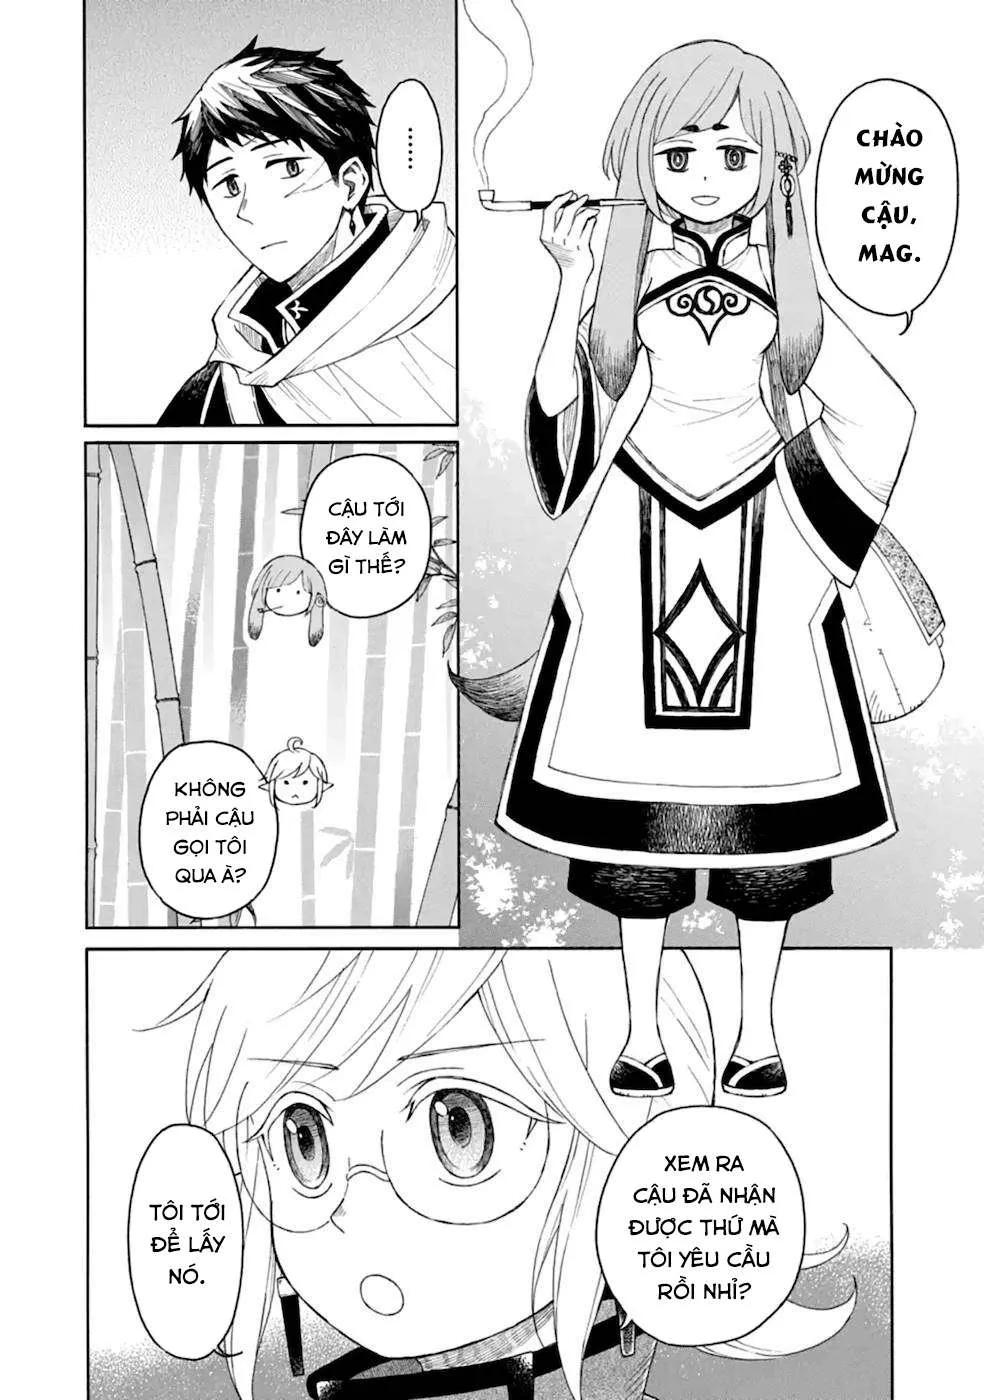 CHÀO
MỪNG
CẬU,
MAG.
........
CẬU TỚI
ĐÂY LÀM
GÌ THẾ?
KHÔNG
PHẢI CẬU
GỌI TÔI
QUA À?
XEM RA
CẬU ĐÃ NHẬN
ĐƯỢC THỨ MÀ
TÔI YÊU CẦU
RỒI NHỈ?
TÔI TỚI
ĐỂ LẤY
NÓ.